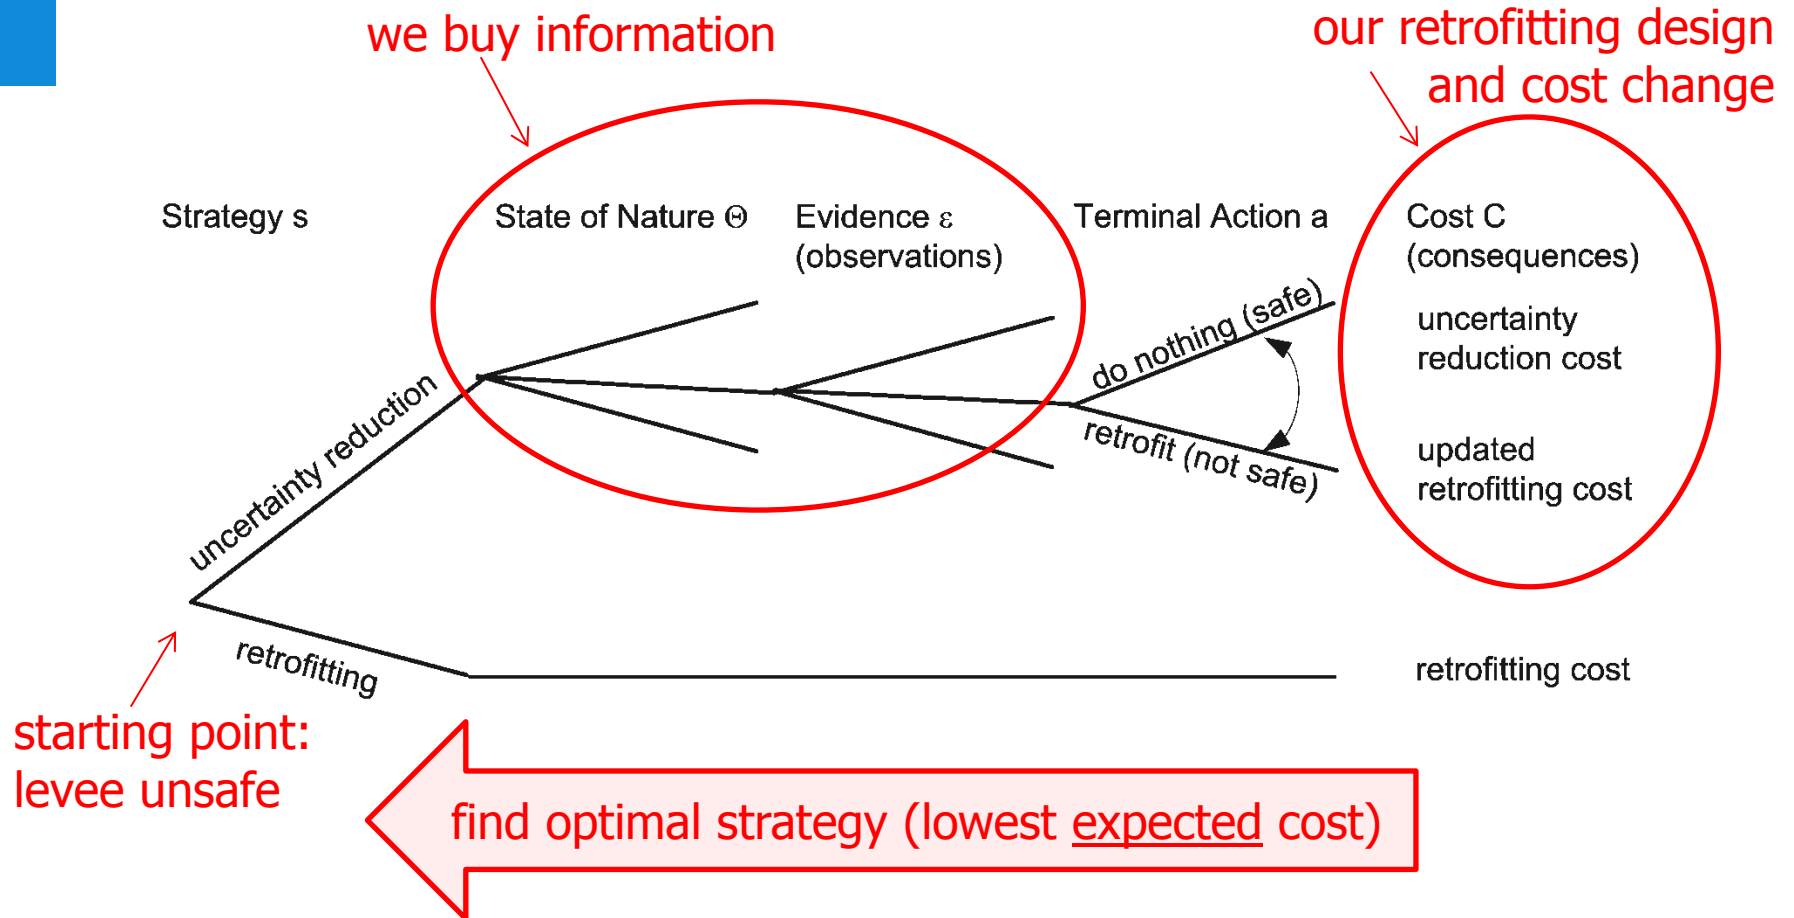 we buy information
our retrofitting design
and cost change
Strategy s
State of Nature Θ
Evidence ε
(observations)
Terminal Action a
Cost C
(consequences)
uncertainty reduction
do nothing (safe)
retrofit (not safe)
uncertainty
reduction cost
updated
retrofitting cost
retrofitting
retrofitting cost
starting point:
levee unsafe
find optimal strategy (lowest expected cost)